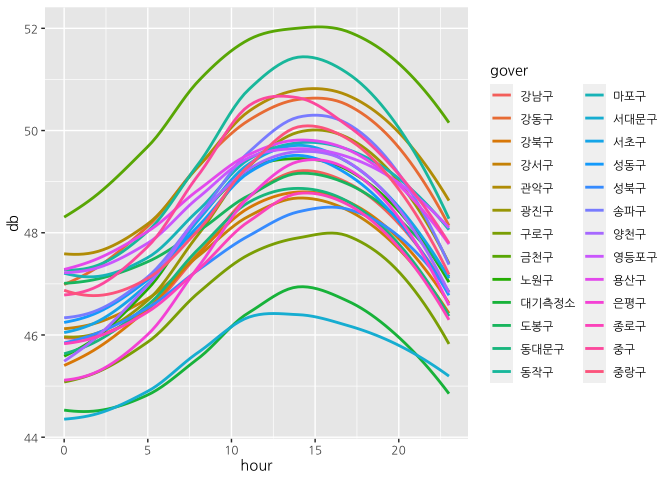 52
50
48
46
44
db
0
5
10
15
20
hour
gover
강남구
강동구
강북구
강서구
관악구
광진구
구로구
금천구
노원구
대기측정소
도봉구
동대문구
동작구
마포구
서대문구
서초구
성동구
성북구
송파구
양천구
영등포구
용산구
은평구
종로구
중구
중랑구